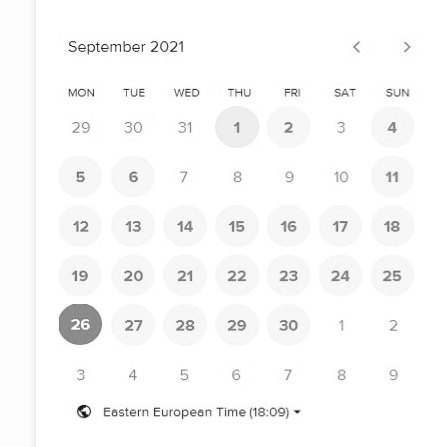 September 2021
MON TUE WED THU FRI SAT SUN
29 30 31 1 2 3 4
5 6 7 8 9 10 11
12 13 14 15 16 17 18
19 20 21 22 23 24 25
26 27 28 29 30 1 2
3 4 5 6 7 8 9
Eastern European Time (18:09)